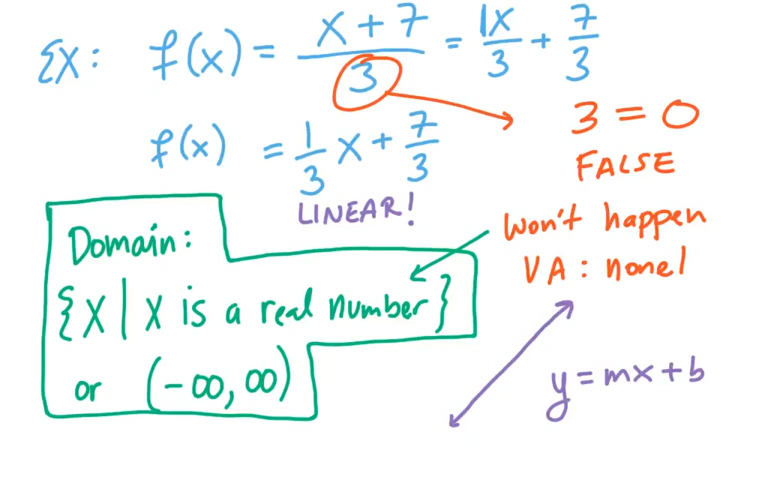 Ex: f(x) = x + 7 / 3 = 1x / 3 + 7 / 3
3 = 0
f(x) = 1/3 x + 7/3
FALSE
LINEAR!
Won't happen
Domain:
VA : none!
{x | x is a real number}
y = mx + b
or (-∞, ∞)